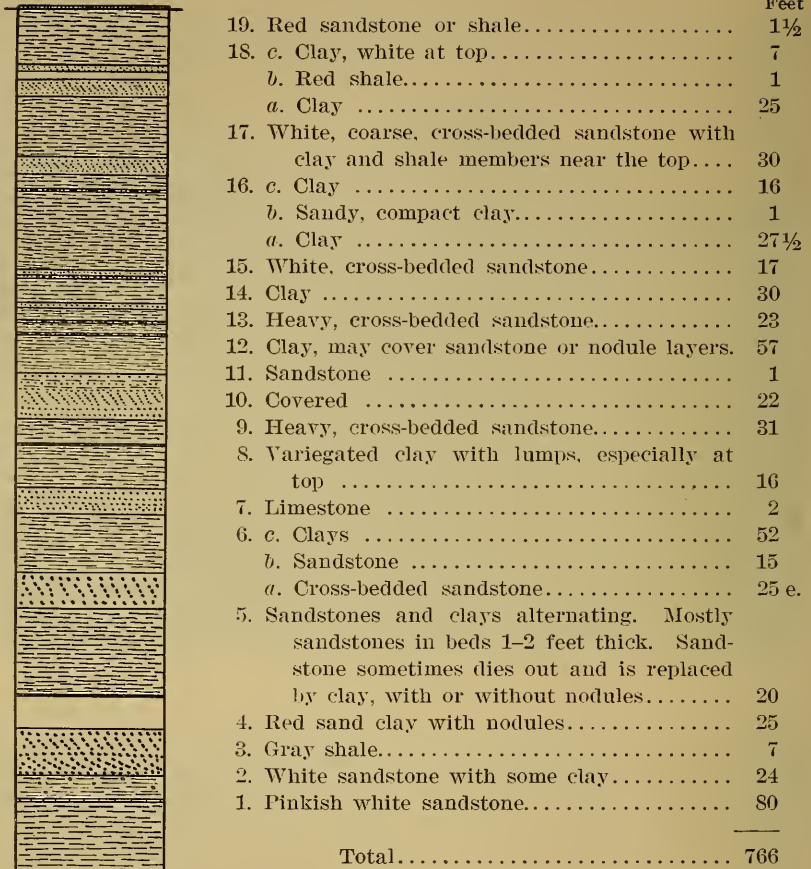 Feet
19. Red sandstone or shale.................. 1½
18. c. Clay, white at top.................... 7
b. Red shale............................ 1
a. Clay ................................ 25
17. White, coarse, cross-bedded sandstone with
clay and shale members near the top.... 30
16. c. Clay ................................ 16
b. Sandy, compact clay.................. 1
a. Clay ................................ 27½
15. White, cross-bedded sandstone............ 17
14. Clay .................................... 30
13. Heavy, cross-bedded sandstone............ 23
12. Clay, may cover sandstone or nodule layers. 57
11. Sandstone ............................... 1
10. Covered ................................. 22
9. Heavy, cross-bedded sandstone............ 31
8. Variegated clay with lumps, especially at
top ................................... 16
7. Limestone ............................... 2
6. c. Clays ............................... 52
b. Sandstone ........................... 15
a. Cross-bedded sandstone............... 25 e.
5. Sandstones and clays alternating. Mostly
sandstones in beds 1–2 feet thick. Sand-
stone sometimes dies out and is replaced
by clay, with or without nodules........ 20
4. Red sand clay with nodules............... 25
3. Gray shale............................... 7
2. White sandstone with some clay........... 24
1. Pinkish white sandstone.................. 80
Total............................. 766